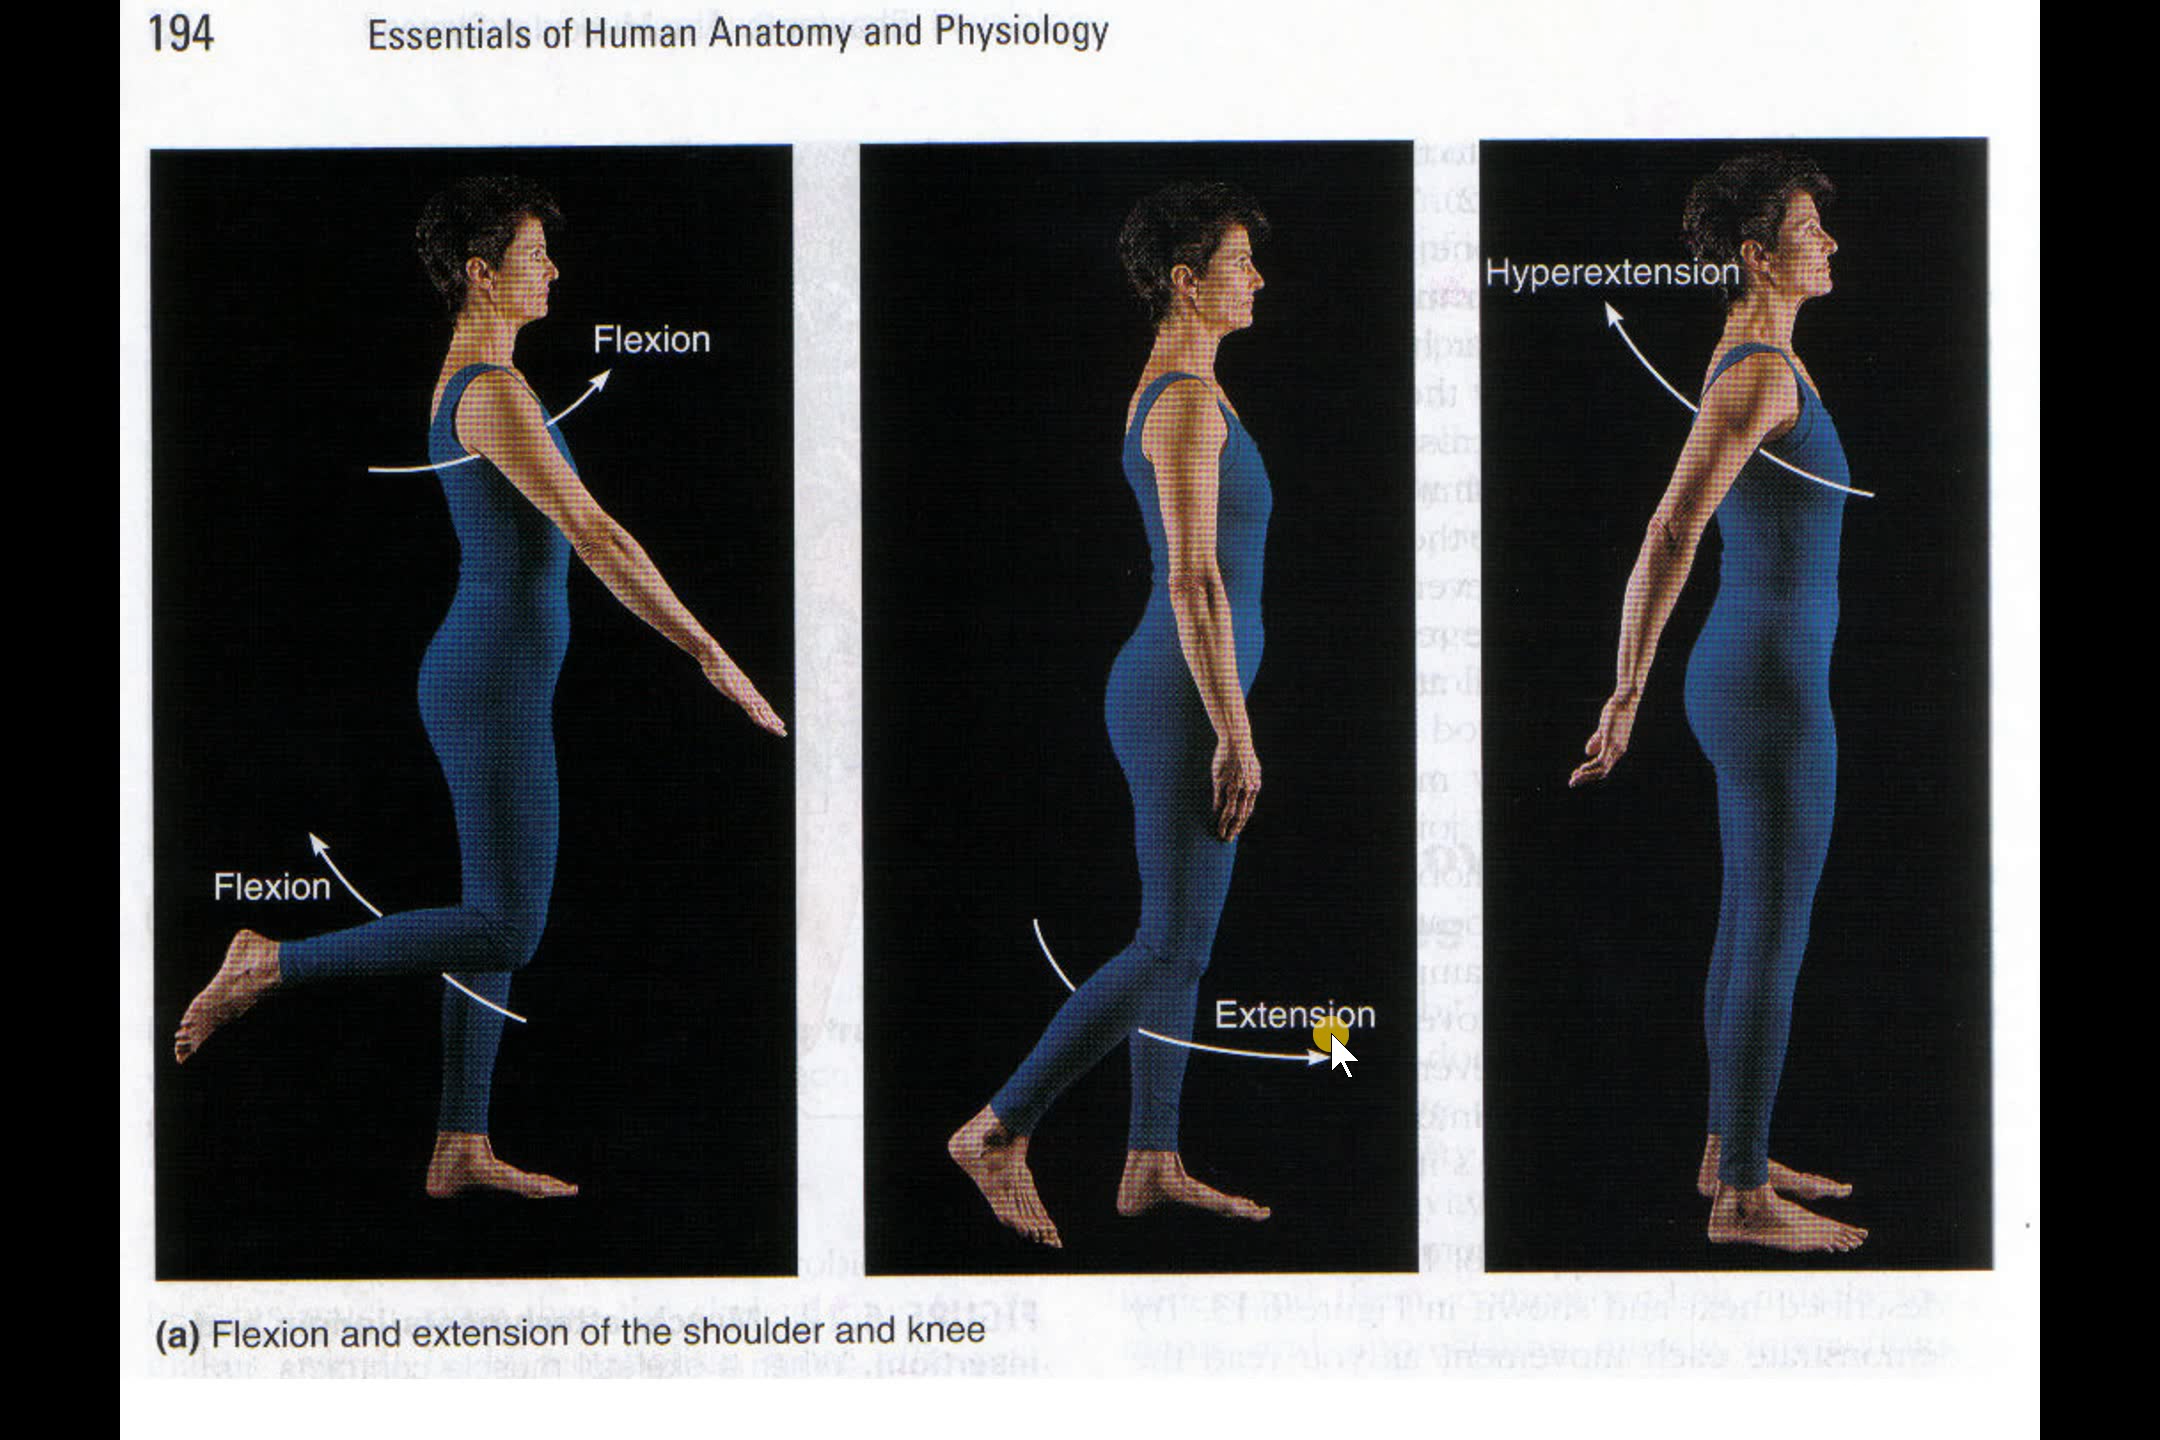 194 Essentials of Human Anatomy and Physiology
Flexion
Flexion
Extension
Hyperextension
(a) Flexion and extension of the shoulder and knee